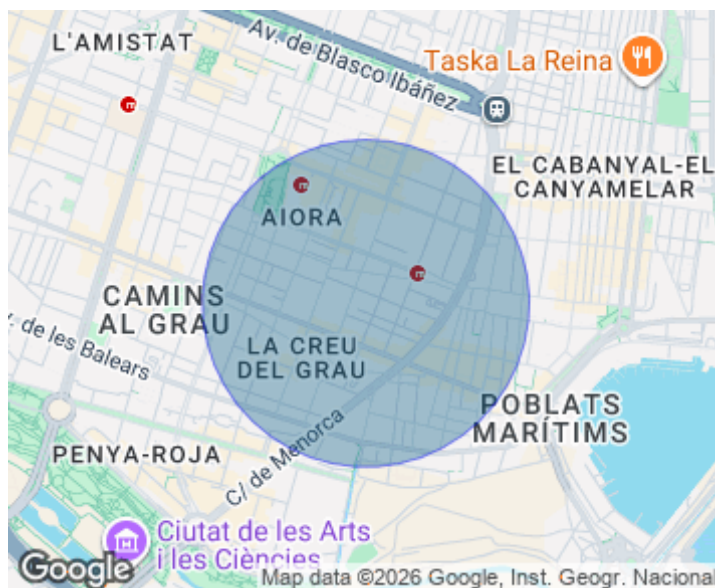 L'AMISTAT
Av. de Blasco Ibáñez
Taska La Reina
EL CABANYAL-EL
CANYAMELAR
AIORA
CAMINS
AL GRAU
de les Balears
LA CREU
DEL GRAU
POBLATS
MARÍTIMS
C/ de Menorca
PENYA-ROJA
Ciutat de les Arts
i les Ciències
Google
Map data ©2026 Google, Inst. Geogr. Nacional